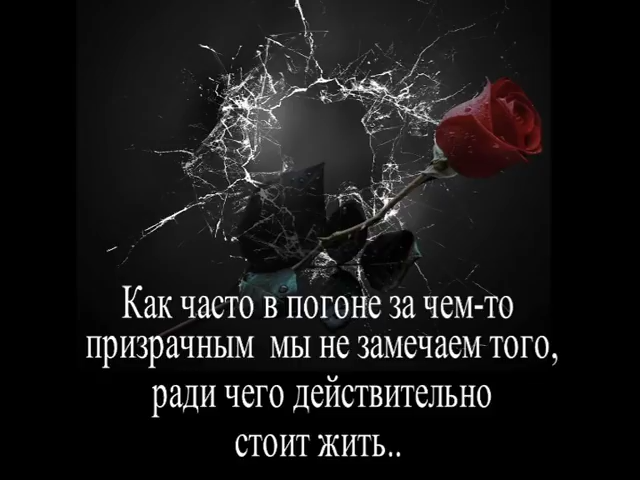 Как часто в погоне за чем-то
призрачным мы не замечаем того,
ради чего действительно
стоит жить..